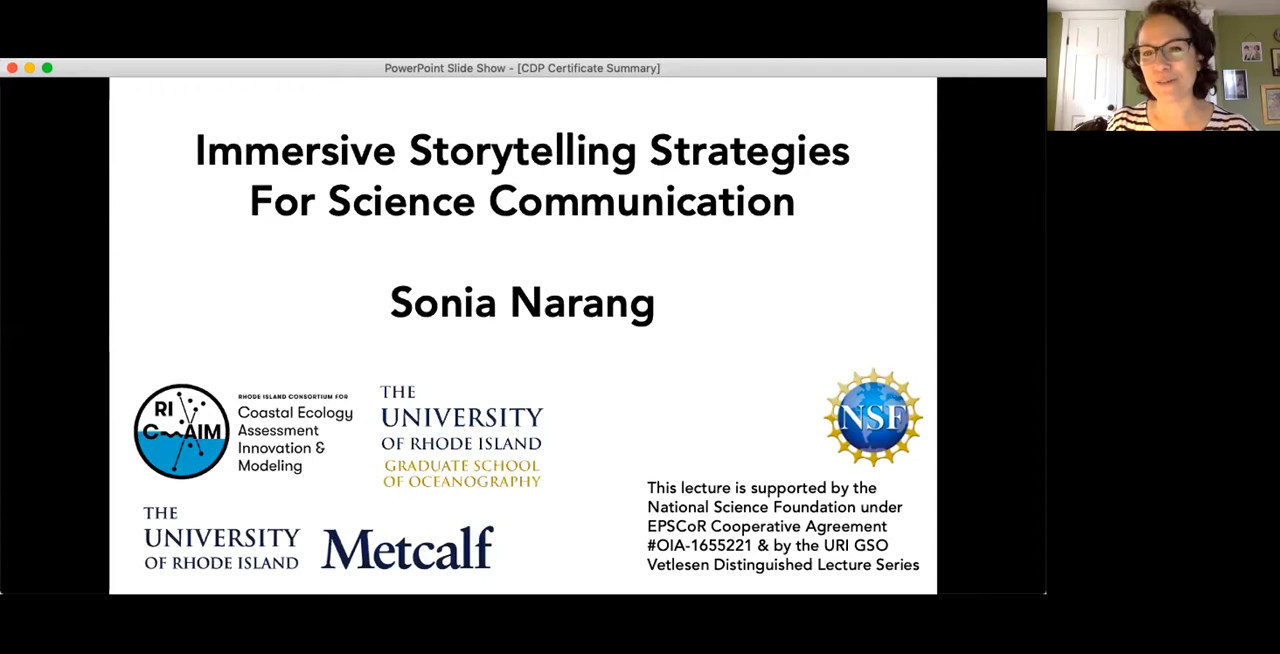 PowerPoint Slide Show - [CDP Certificate Summary]
Immersive Storytelling Strategies
For Science Communication
Sonia Narang
RI
C AIM
RHODE ISLAND CONSORTIUM FOR
Coastal Ecology
Assessment
Innovation &
Modeling
THE
UNIVERSITY
OF RHODE ISLAND
GRADUATE SCHOOL
OF OCEANOGRAPHY
THE
UNIVERSITY
OF RHODE ISLAND
Metcalf
NSF
This lecture is supported by the
National Science Foundation under
EPSCoR Cooperative Agreement
#OIA-1655221 & by the URI GSO
Vetlesen Distinguished Lecture Series